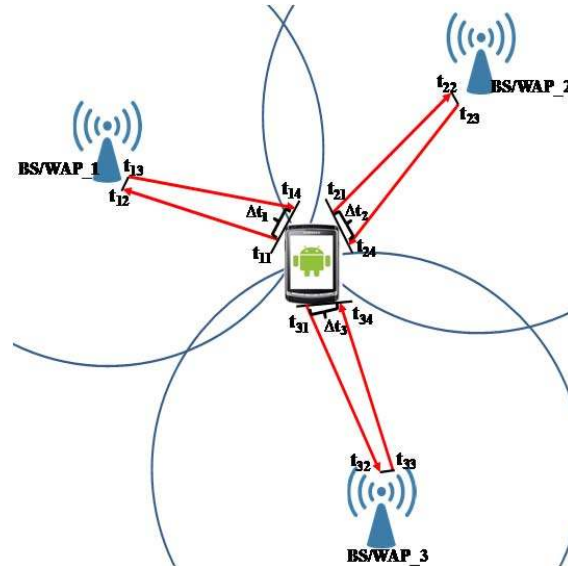 t22
BS/WAP_2
t23
BS/WAP_1
t13
t12
t14
t21
Δt1
Δt2
t11
t24
t31
Δt3
t34
t32
t33
BS/WAP_3